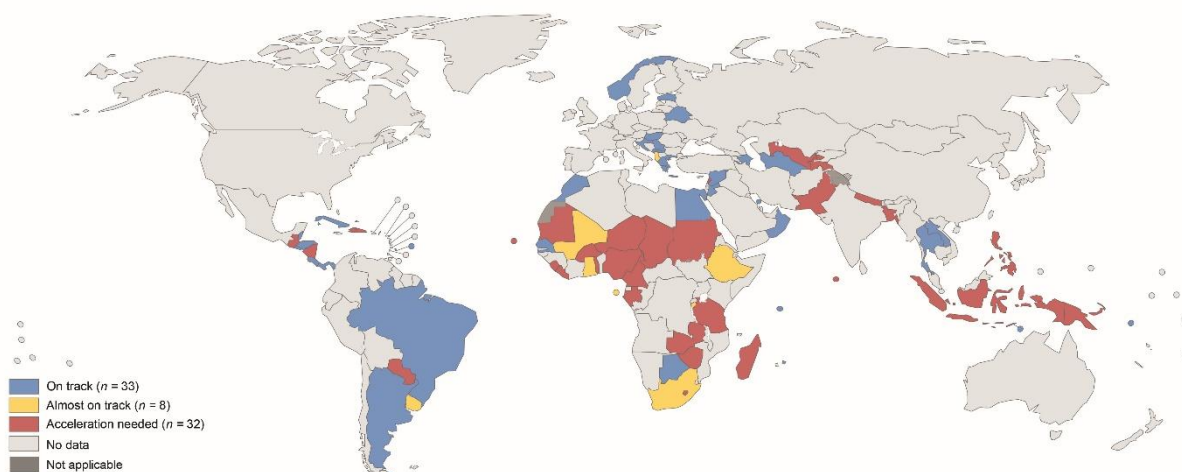 On track (n = 33)
Almost on track (n = 8)
Acceleration needed (n = 32)
No data
Not applicable